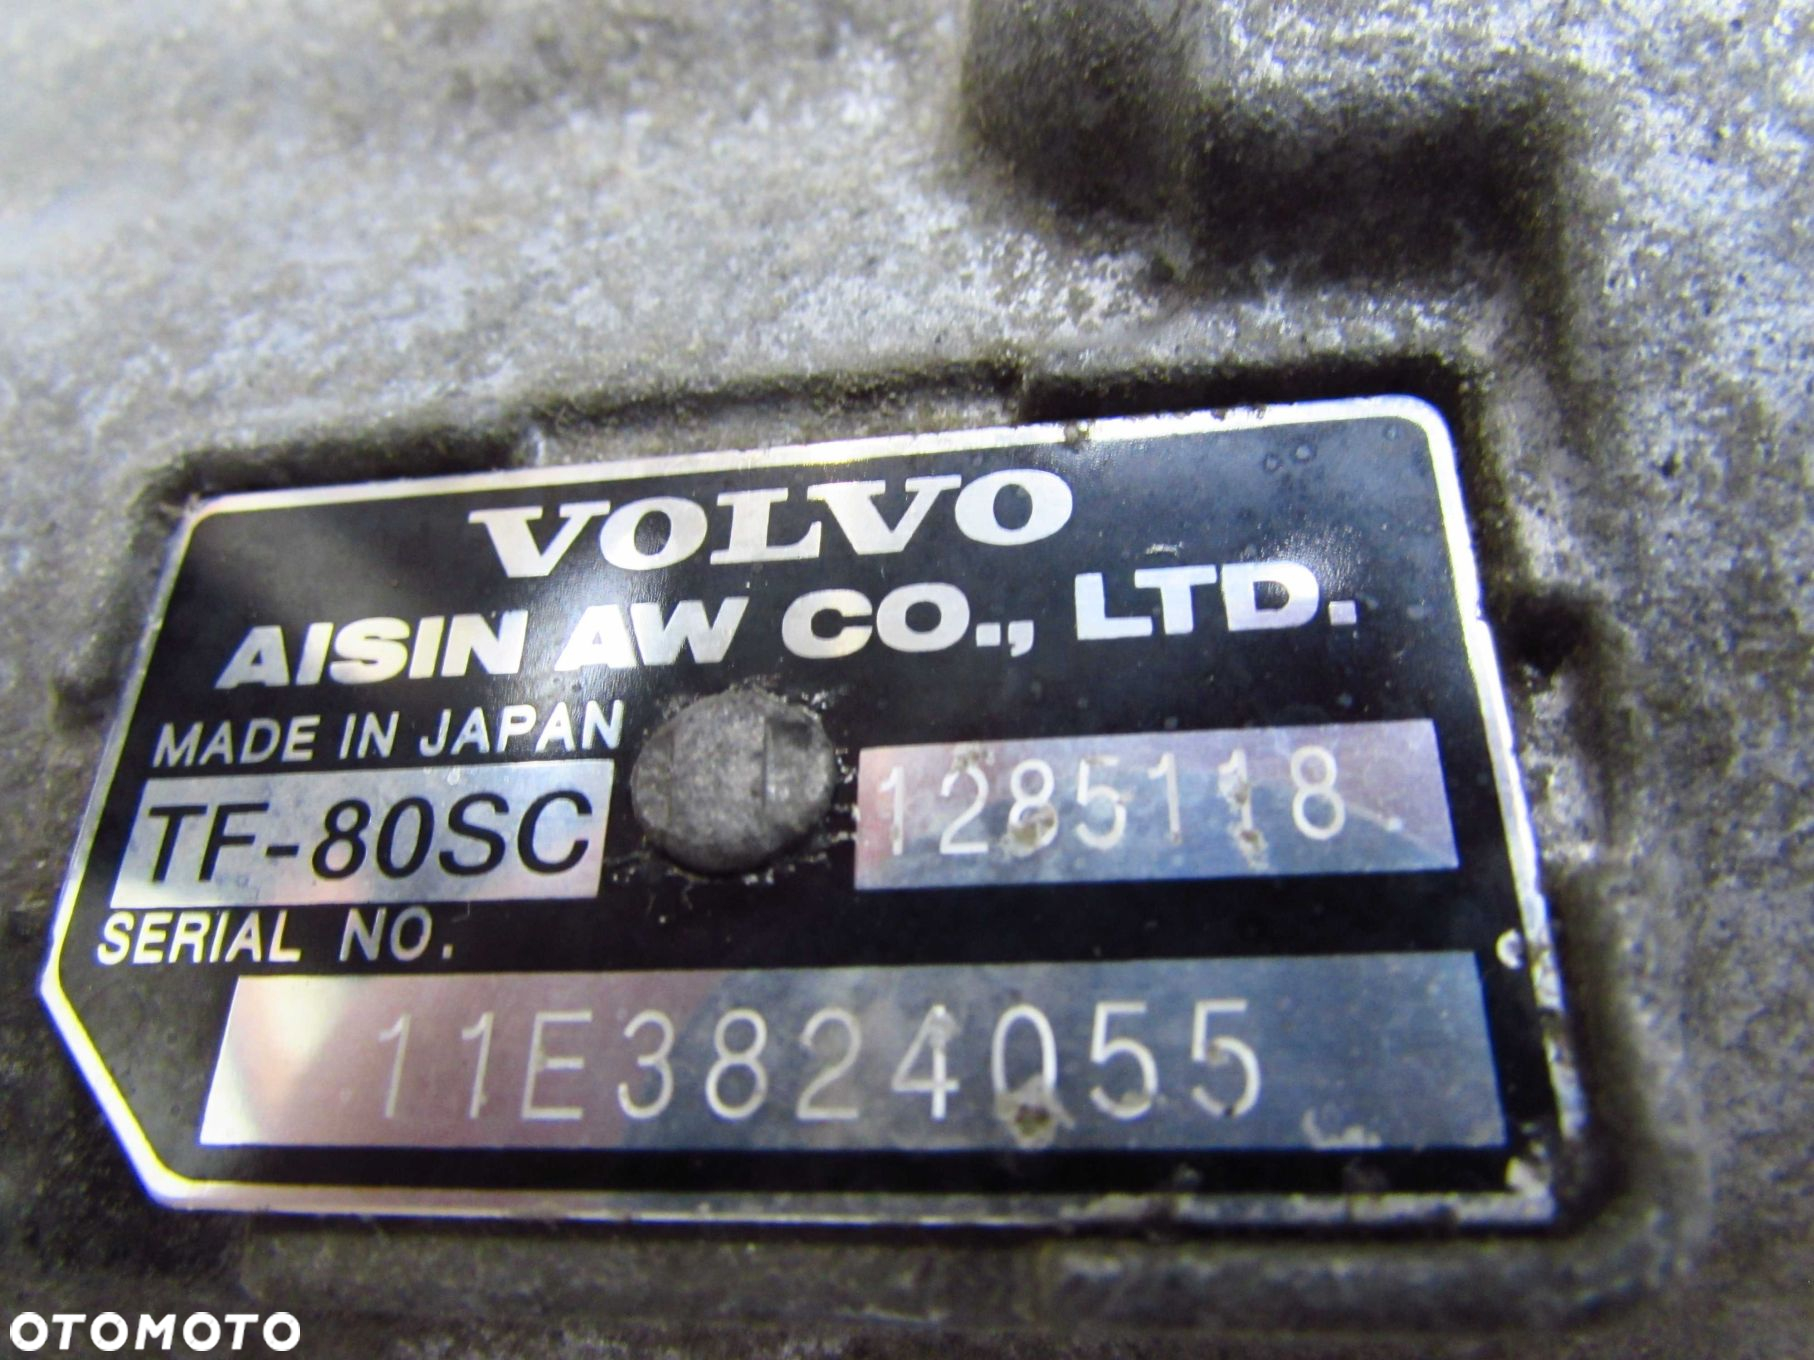 VOLVO
AISIN AW CO., LTD.
MADE IN JAPAN
TF-80SC
1285118
SERIAL NO.
11E3824055
OTOMOTO